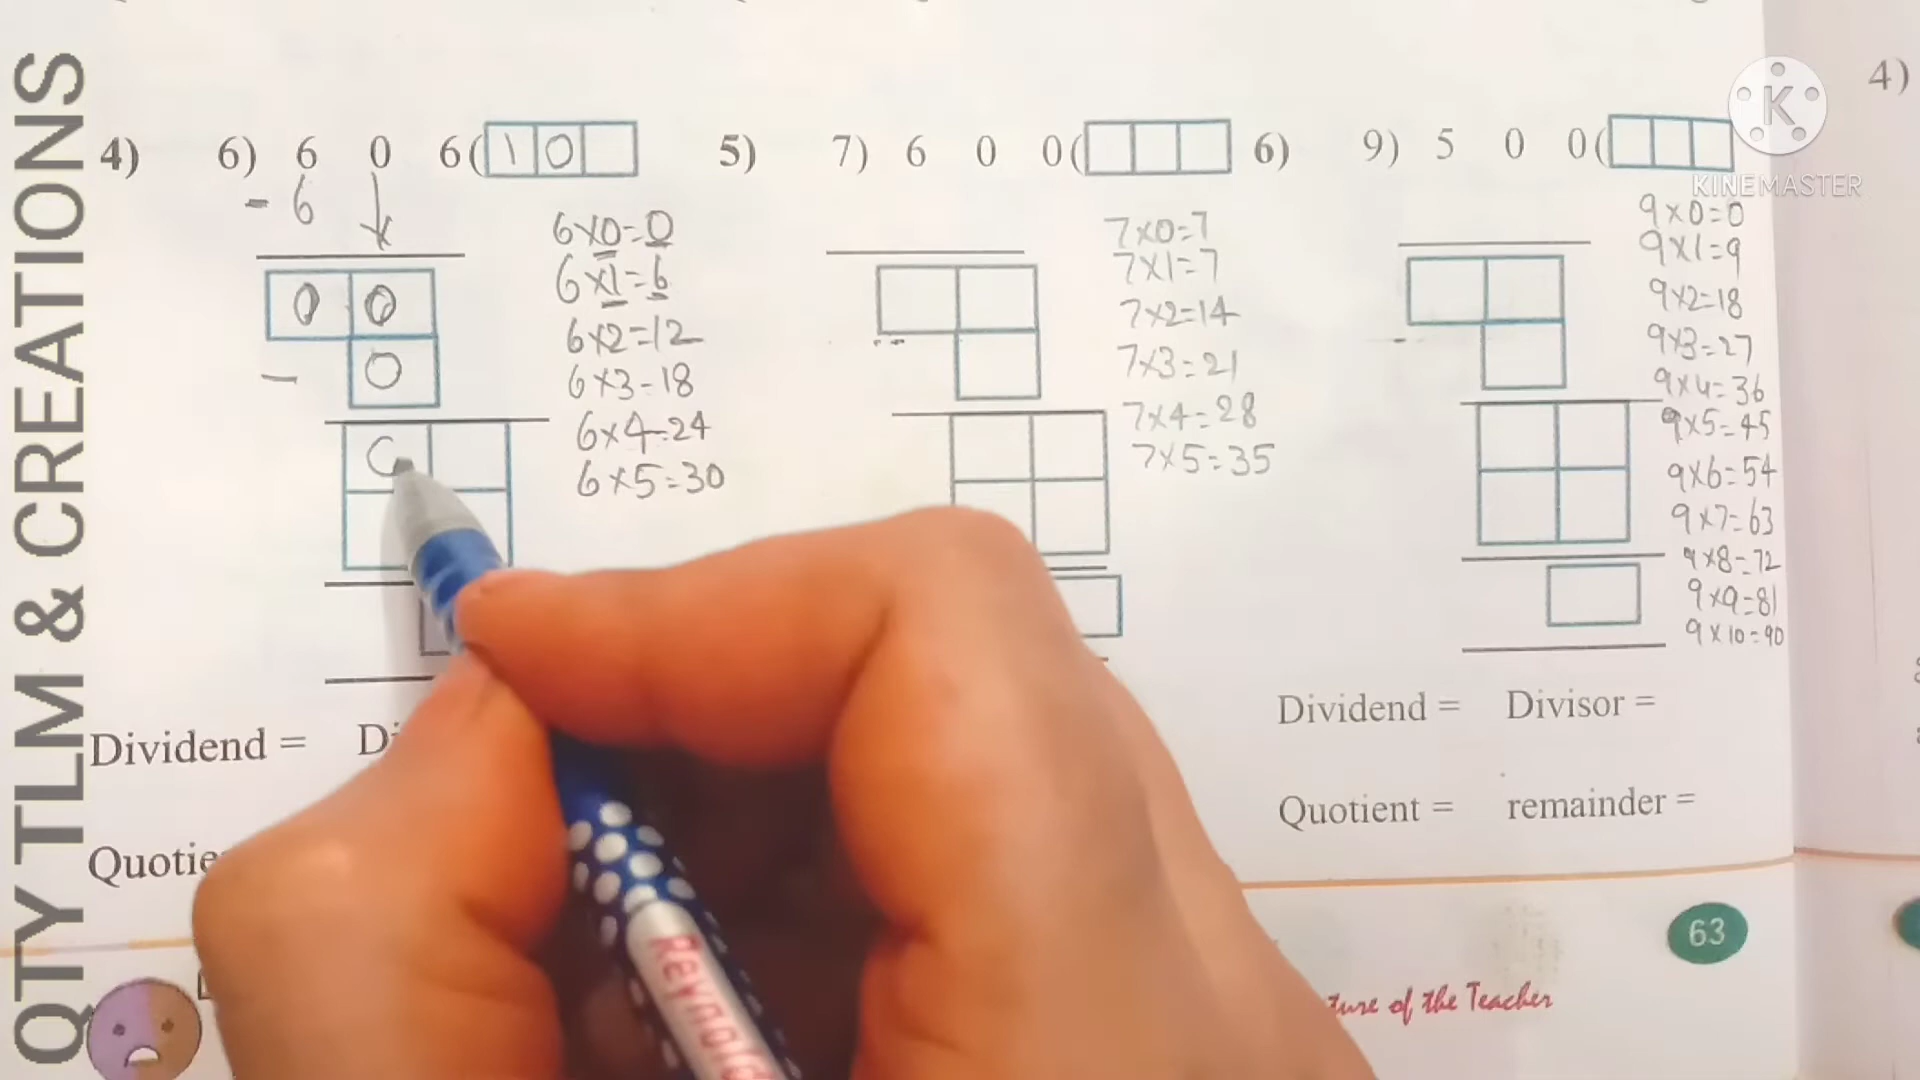 QTY TLM & CREATIONS
KINEMASTER
K
4)
4) 6) 6 0 6( 1 0
- 6
0 0
- 0
6×0=0
6×1=6
6×2=12
6×3=18
6×4=24
6×5=30
Dividend =
5) 7) 6 0 0(
7×0=7
7×1=7
7×2=14
7×3=21
7×4=28
7×5=35
6) 9) 5 0 0(
9×0=0
9×1=9
9×2=18
9×3=27
9×4=36
9×5=45
9×6=54
9×7=63
9×8=72
9×9=81
9×10=90
Dividend = Divisor =
Quotient = remainder =
63
of the Teacher
Reynold